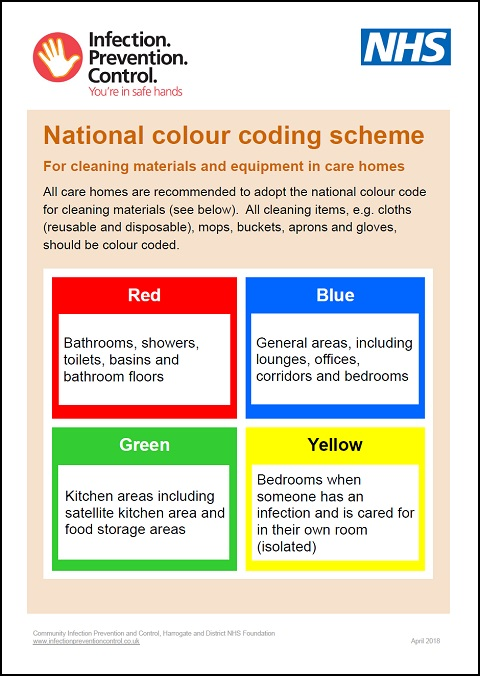 Infection.
Prevention.
Control.
You're in safe hands
NHS
National colour coding scheme
For cleaning materials and equipment in care homes
All care homes are recommended to adopt the national colour code
for cleaning materials (see below).  All cleaning items, e.g. cloths
(reusable and disposable), mops, buckets, aprons and gloves,
should be colour coded.
Red
Bathrooms, showers,
toilets, basins and
bathroom floors
Blue
General areas, including
lounges, offices,
corridors and bedrooms
Green
Kitchen areas including
satellite kitchen area and
food storage areas
Yellow
Bedrooms when
someone has an
infection and is cared for
in their own room
(isolated)
Community Infection Prevention and Control, Harrogate and District NHS Foundation
www.infectionpreventioncontrol.co.uk
April 2018